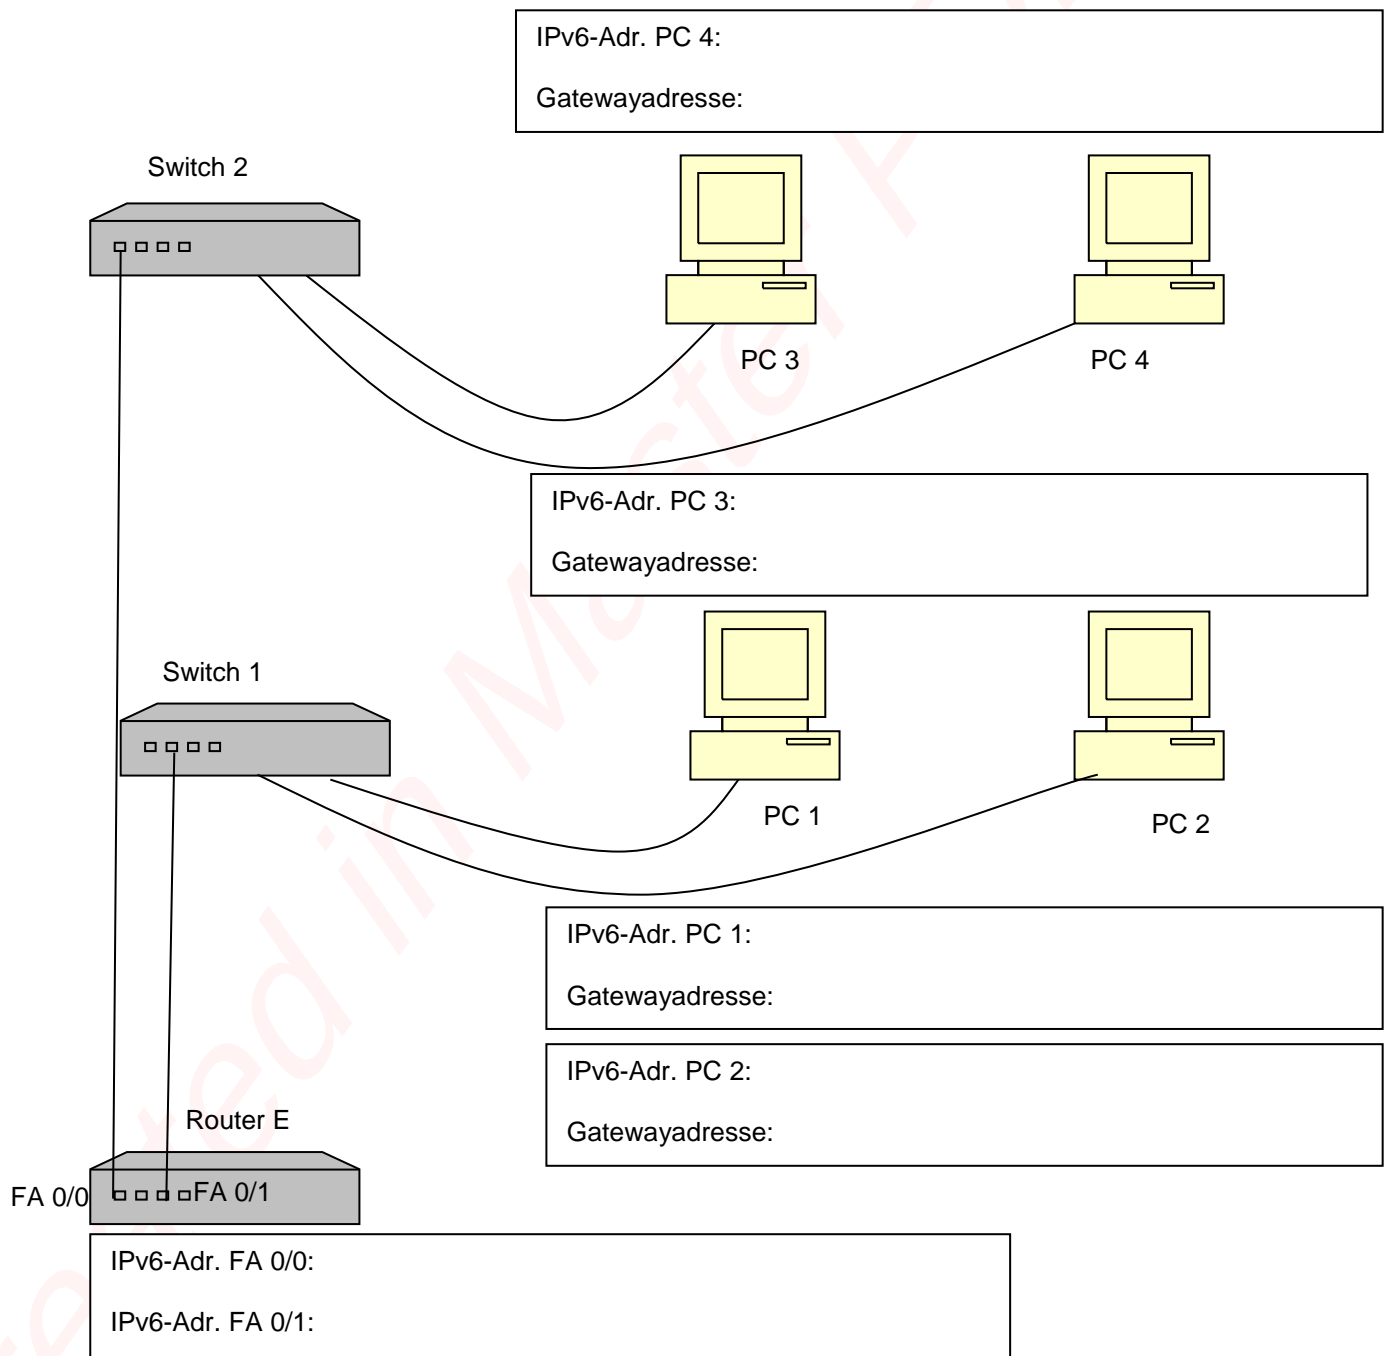 IPv6-Adr. PC 4:
Gatewayadresse:
Switch 2
PC 3
PC 4
IPv6-Adr. PC 3:
Gatewayadresse:
Switch 1
PC 1
PC 2
IPv6-Adr. PC 1:
Gatewayadresse:
IPv6-Adr. PC 2:
Gatewayadresse:
Router E
FA 0/0
FA 0/1
IPv6-Adr. FA 0/0:
IPv6-Adr. FA 0/1:
in Master